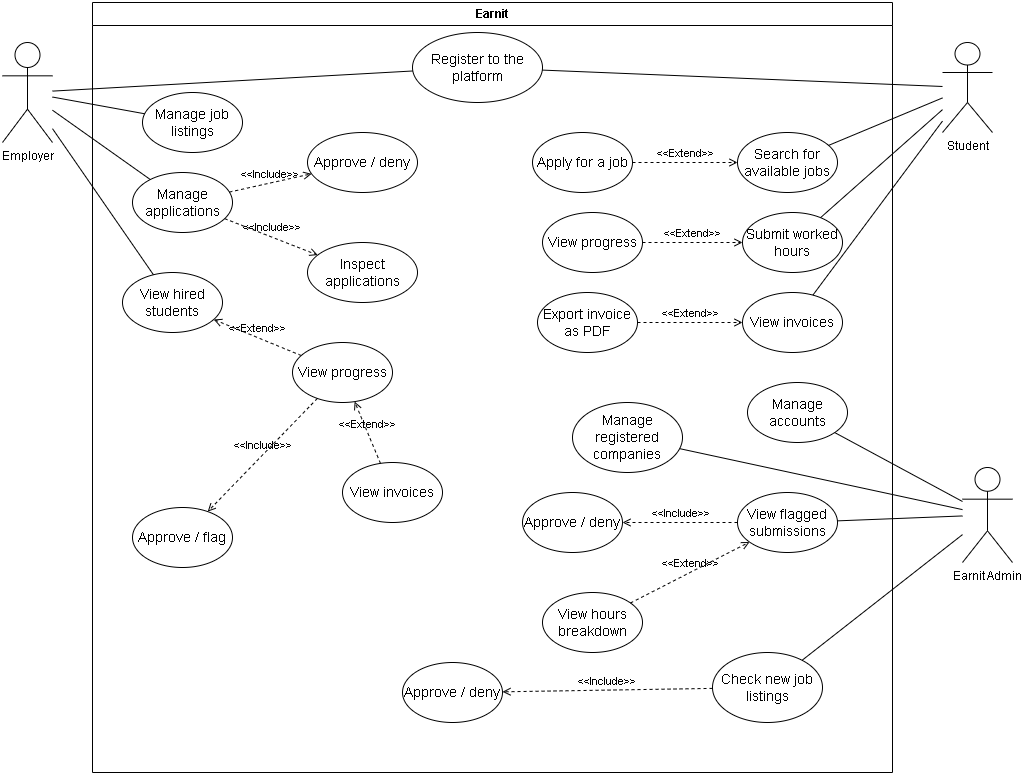 Earnit
Register to the
platform
Employer
Student
Manage job
listings
Approve / deny
<<Include>>
Manage
applications
<<Include>>
Inspect
applications
Apply for a job
<<Extend>>
Search for
available jobs
View progress
<<Extend>>
Submit worked
hours
View hired
students
<<Extend>>
View progress
Export invoice
as PDF
<<Extend>>
View invoices
<<Include>>
<<Extend>>
View invoices
Approve / flag
Manage
accounts
Manage
registered
companies
Approve / deny
<<Include>>
View flagged
submissions
<<Extend>>
View hours
breakdown
Earnit Admin
Approve / deny
<<Include>>
Check new job
listings